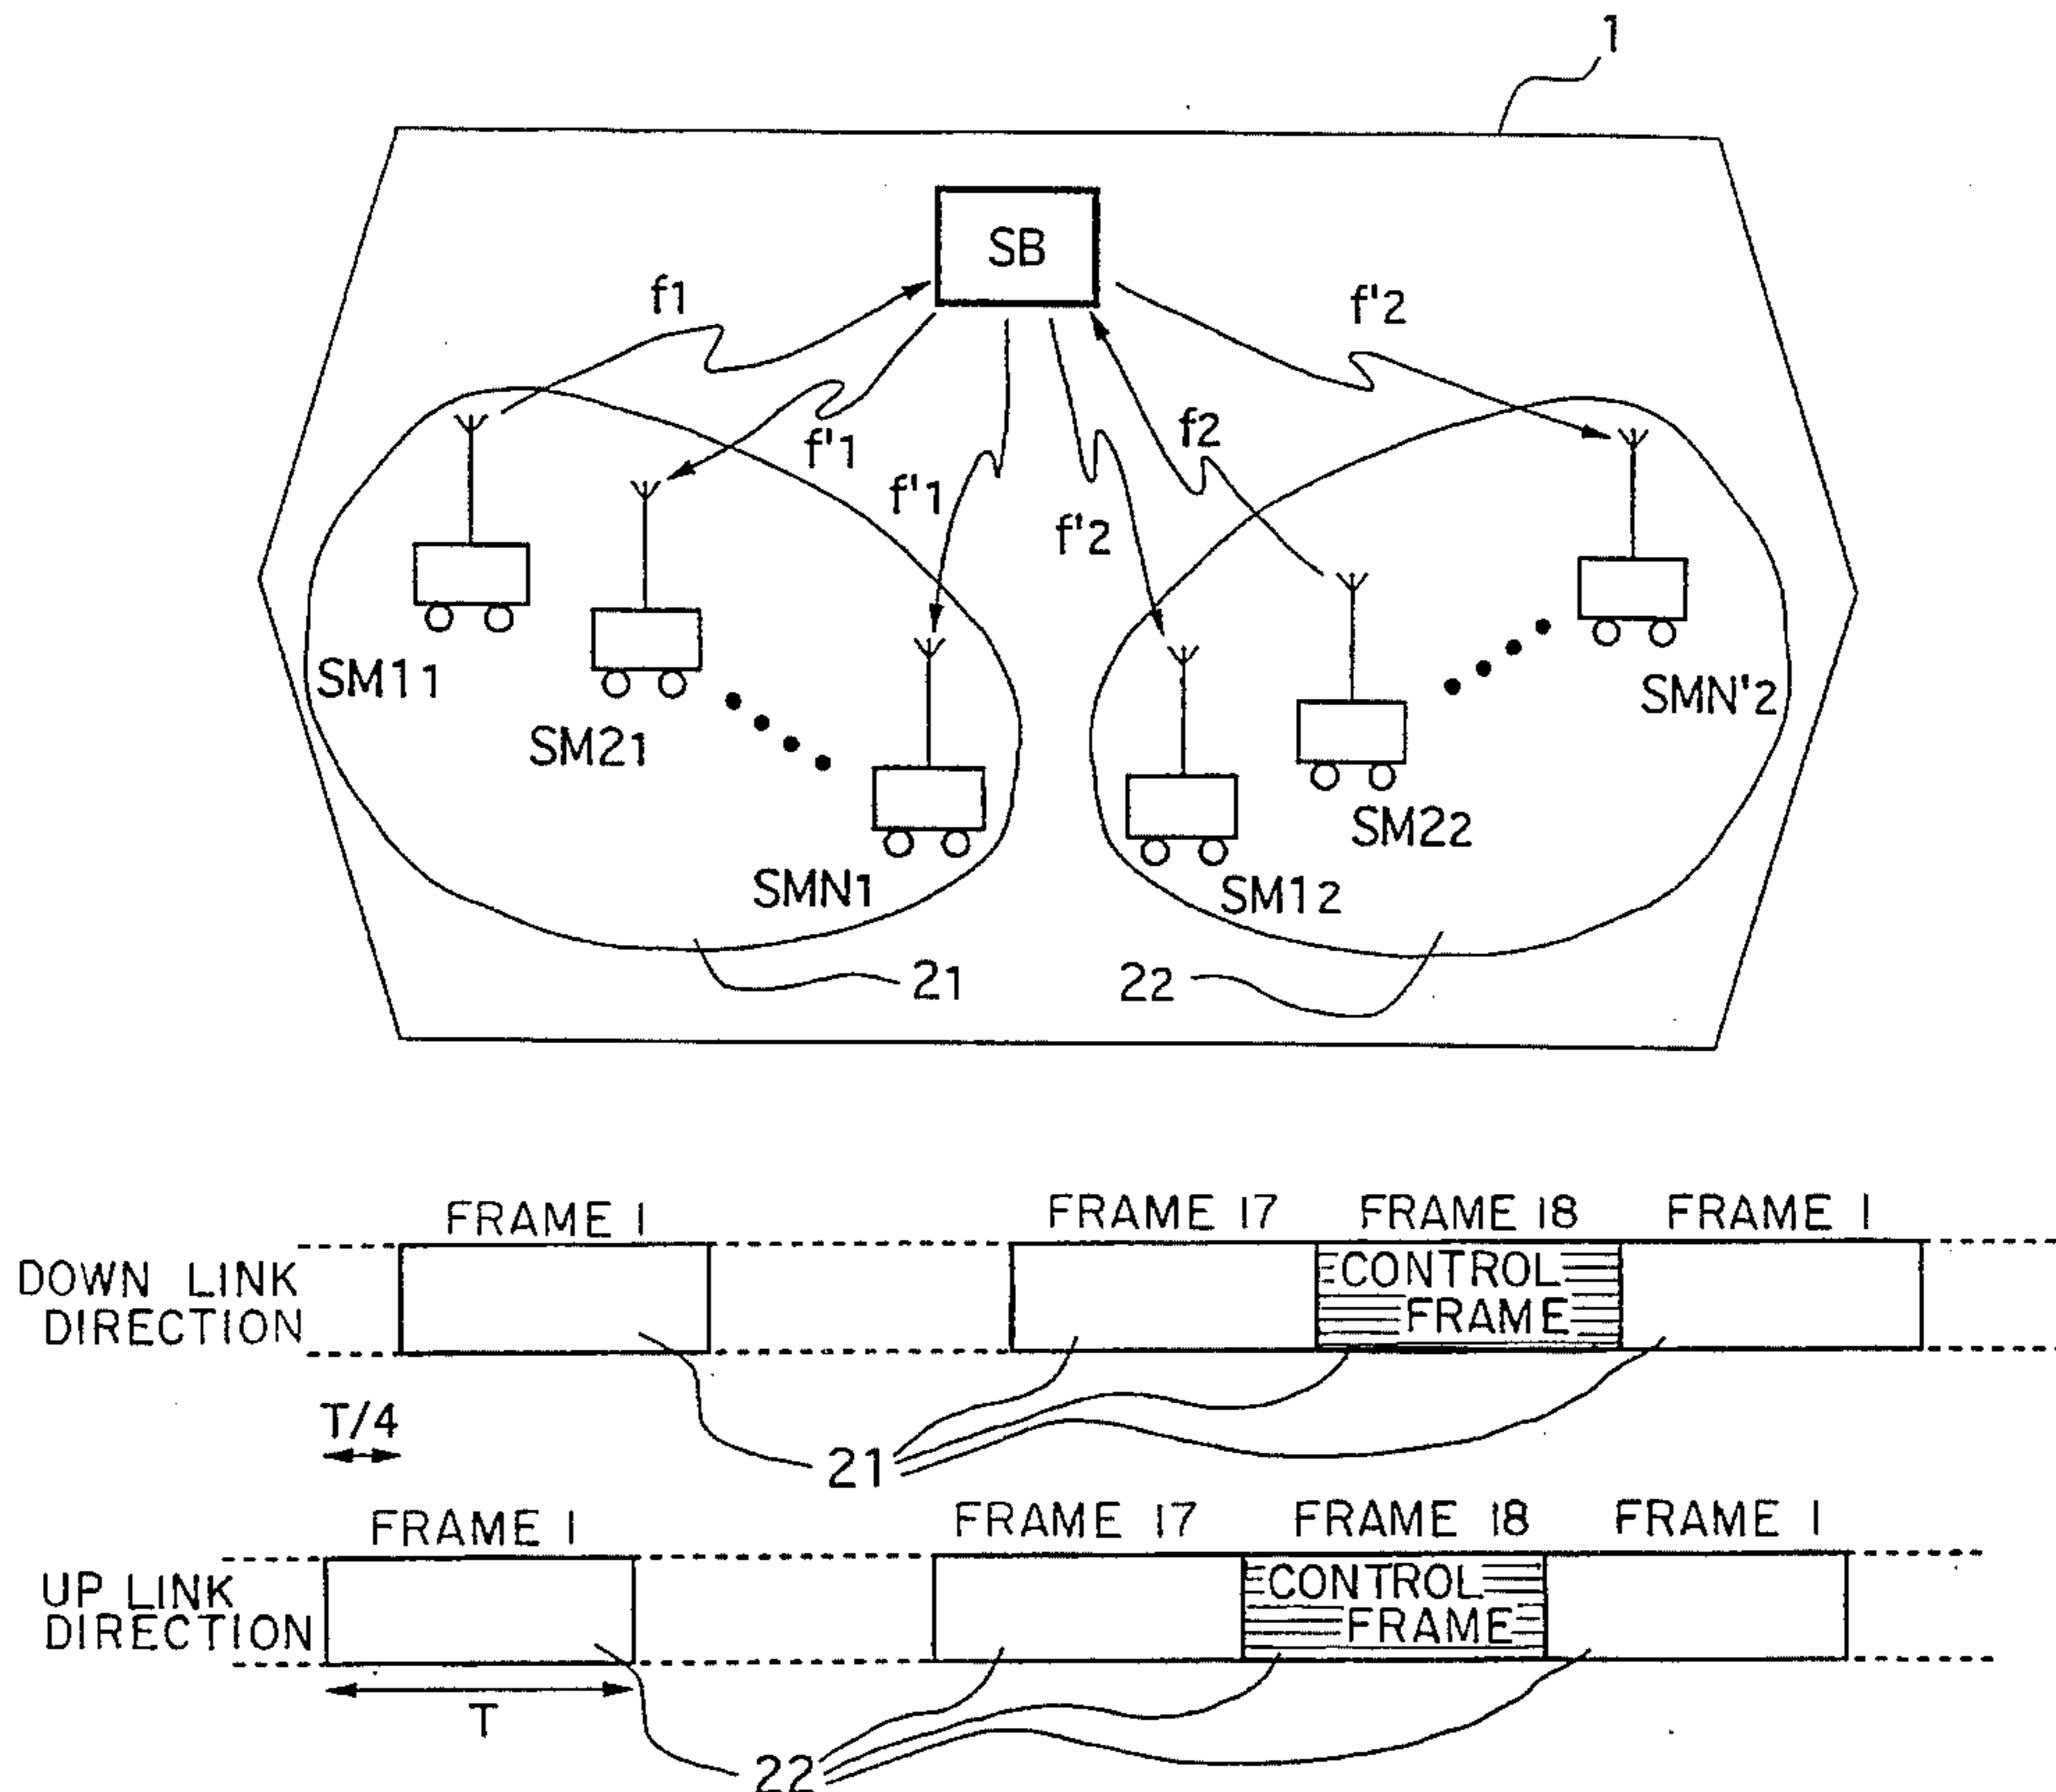 1
SB
f1
f'2
f'1
f2
f'1
f'2
SM11
SM21
SMN'2
SM22
SMN1
SM12
21
22
FRAME 1
FRAME 17
FRAME 18
FRAME 1
DOWN LINK
DIRECTION
CONTROL
FRAME
T/4
21
FRAME 1
FRAME 17
FRAME 18
FRAME 1
UP LINK
DIRECTION
CONTROL
FRAME
T
22